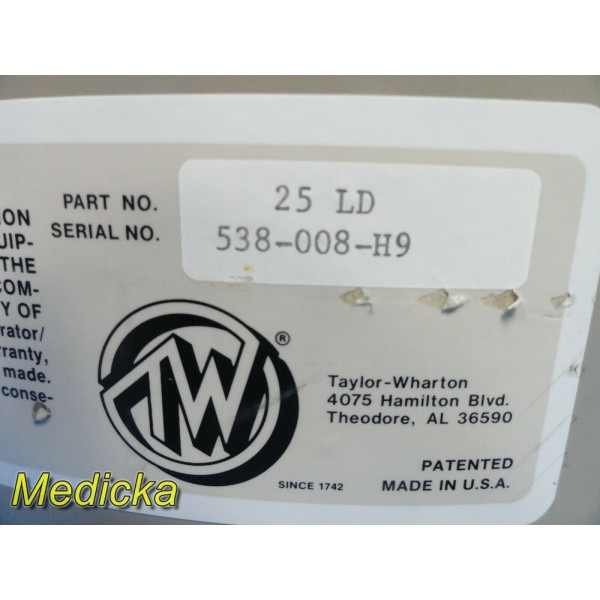 PART NO. 25 LD
SERIAL NO. 538-008-H9
ION
UIP-
THE
COM-
Y OF
rator/
rranty,
made.
conse-
TW ®
Taylor-Wharton
4075 Hamilton Blvd.
Theodore, AL 36590
SINCE 1742
PATENTED
MADE IN U.S.A.
Medicka